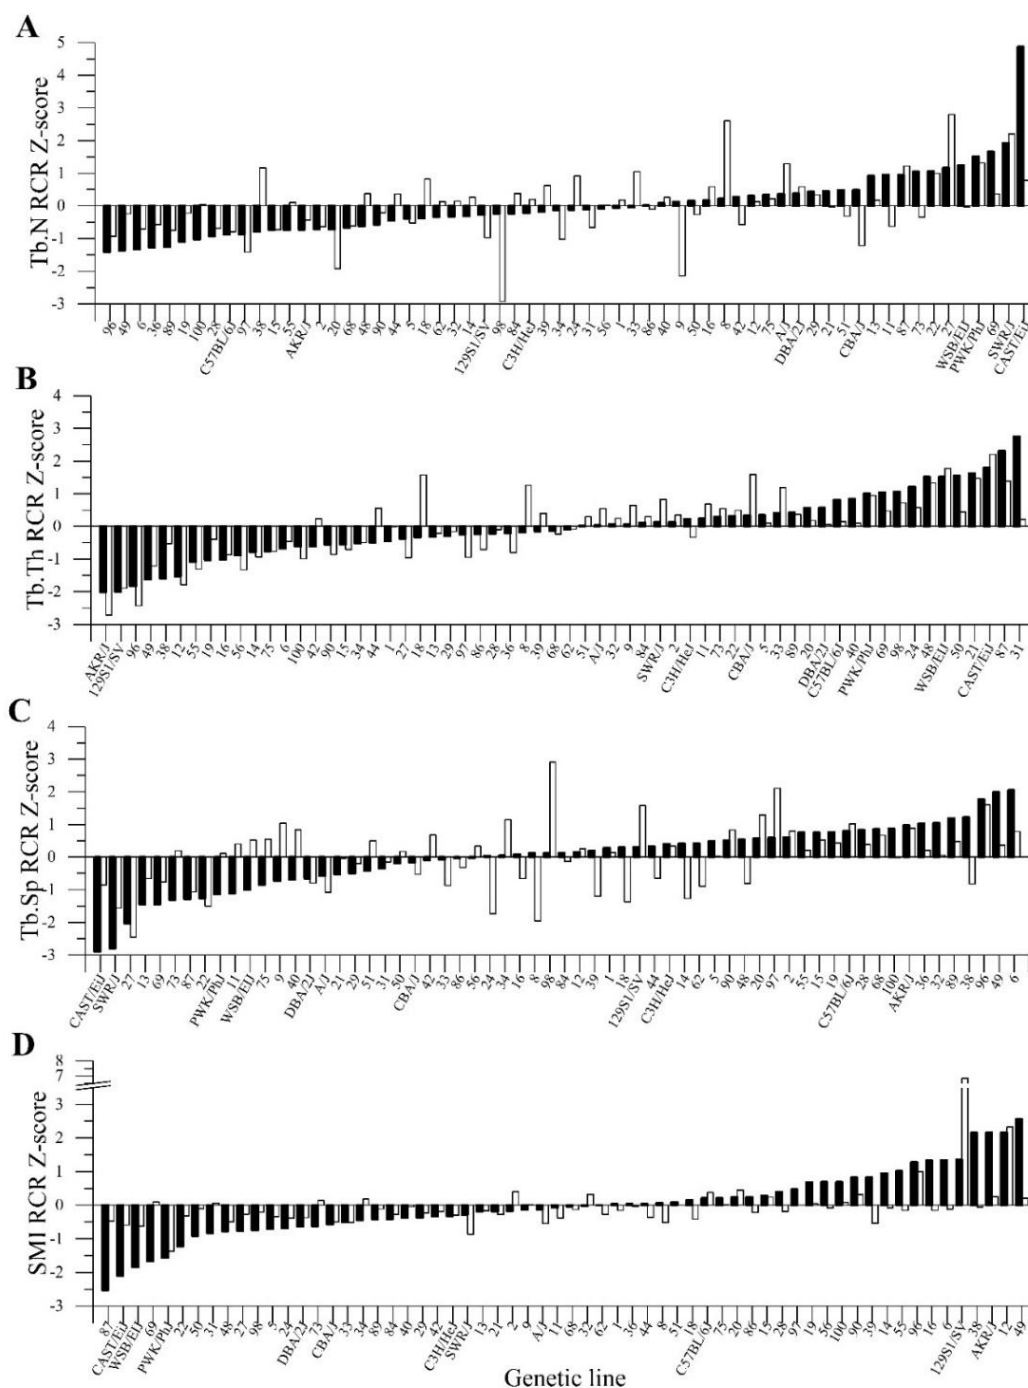 A
Tb.N RCR Z-score
5
4
3
2
1
0
-1
-2
-3
96 49 6 36 89 19 100 28 C57BL/6J 97 38 15 55 AKR/J 2 20 68 48 90 44 5 18 62 32 14 129S1/SV 98 84 C3H/HeJ 39 34 24 31 56 1 33 86 40 9 50 16 8 42 12 75 A/J DBA/2J 29 21 51 CBA/J 13 11 87 73 22 27 WSB/EIJ PWK/PhJ 69 SWR/J CAST/EiJ
B
Tb.Th RCR Z-score
4
3
2
1
0
-1
-2
-3
AKR/J 129S1/SV 96 49 38 12 55 19 16 56 14 73 6 100 42 90 15 34 44 1 27 18 13 29 97 86 28 36 8 39 68 62 51 A/J 32 9 84 SWR/J 2 C3H/HeJ 11 75 22 CBA/J 5 33 89 20 DBA/2J C57BL/6J 40 PWK/PhJ 69 98 24 48 WSB/EIJ 50 21 CAST/EiJ 87 31
C
Tb.Sp RCR Z-score
4
3
2
1
0
-1
-2
-3
CAST/EiJ SWR/J 27 13 69 73 87 22 PWK/PhJ 11 WSB/EIJ 75 9 40 DBA/2J A/J 21 29 51 31 50 CBA/J 42 33 86 56 24 34 16 8 98 84 12 39 1 18 129S1/SV 44 C3H/HeJ 14 62 5 90 48 20 97 2 55 15 19 C57BL/6J 28 68 100 AKR/J 36 32 89 38 96 49 6
D
SMI RCR Z-score
8
7
3
2
1
0
-1
-2
-3
87 CAST/EiJ WSB/EIJ 69 PWK/PhJ 22 50 31 48 27 98 5 24 DBA/2J 73 CBA/J 33 34 89 84 40 29 42 C3H/HeJ SWR/J 13 21 2 9 A/J 11 68 32 62 1 36 44 8 51 18 C57BL/6J 75 20 86 15 28 97 19 56 100 90 39 14 55 96 16 6 129S1/SV 38 AKR/J 12 49
Genetic line